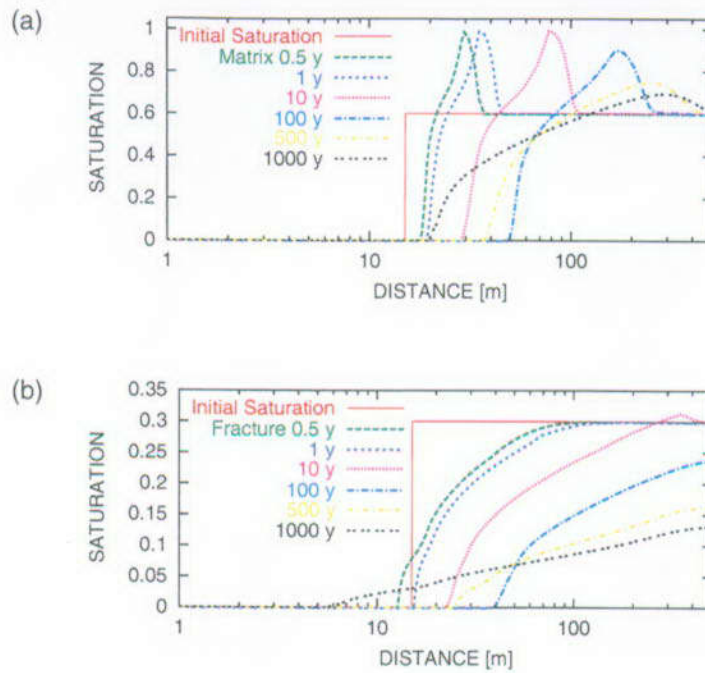 (a)
1
0.8
0.6
0.4
0.2
0
SATURATION
Initial Saturation
Matrix 0.5 y
1 y
10 y
100 y
500 y
1000 y
1
10
100
DISTANCE [m]
(b)
0.35
0.3
0.25
0.2
0.15
0.1
0.05
0
SATURATION
Initial Saturation
Fracture 0.5 y
1 y
10 y
100 y
500 y
1000 y
1
10
100
DISTANCE [m]